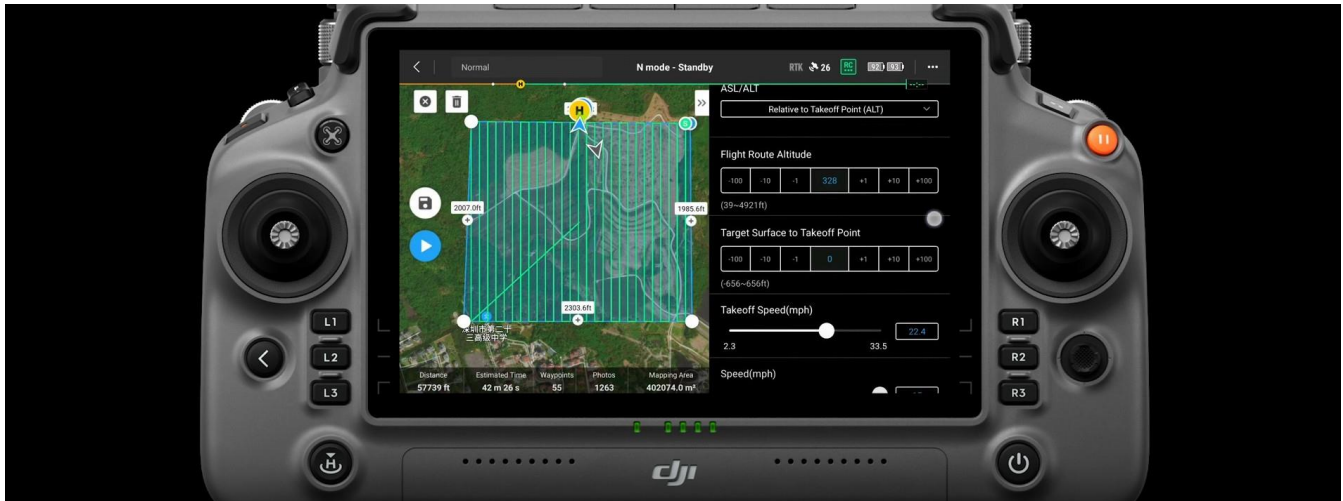 Normal
N mode - Standby
RTK
26
RC
92
93
H
2007.0ft
1985.6ft
2303.6ft
深圳市第二十
三高级中学
Distance
57739 ft
Estimated Time
42 m 26 s
Waypoints
55
Photos
1263
Mapping Area
402074.0 m²
ASL/ALT
Relative to Takeoff Point (ALT)
Flight Route Altitude
-100 -10 -1 328 +1 +10 +100
(39~4921ft)
Target Surface to Takeoff Point
-100 -10 -1 0 +1 +10 +100
(-656~656ft)
Takeoff Speed(mph)
22.4
2.3
33.5
Speed(mph)
L1
L2
L3
R1
R2
R3
H
dji